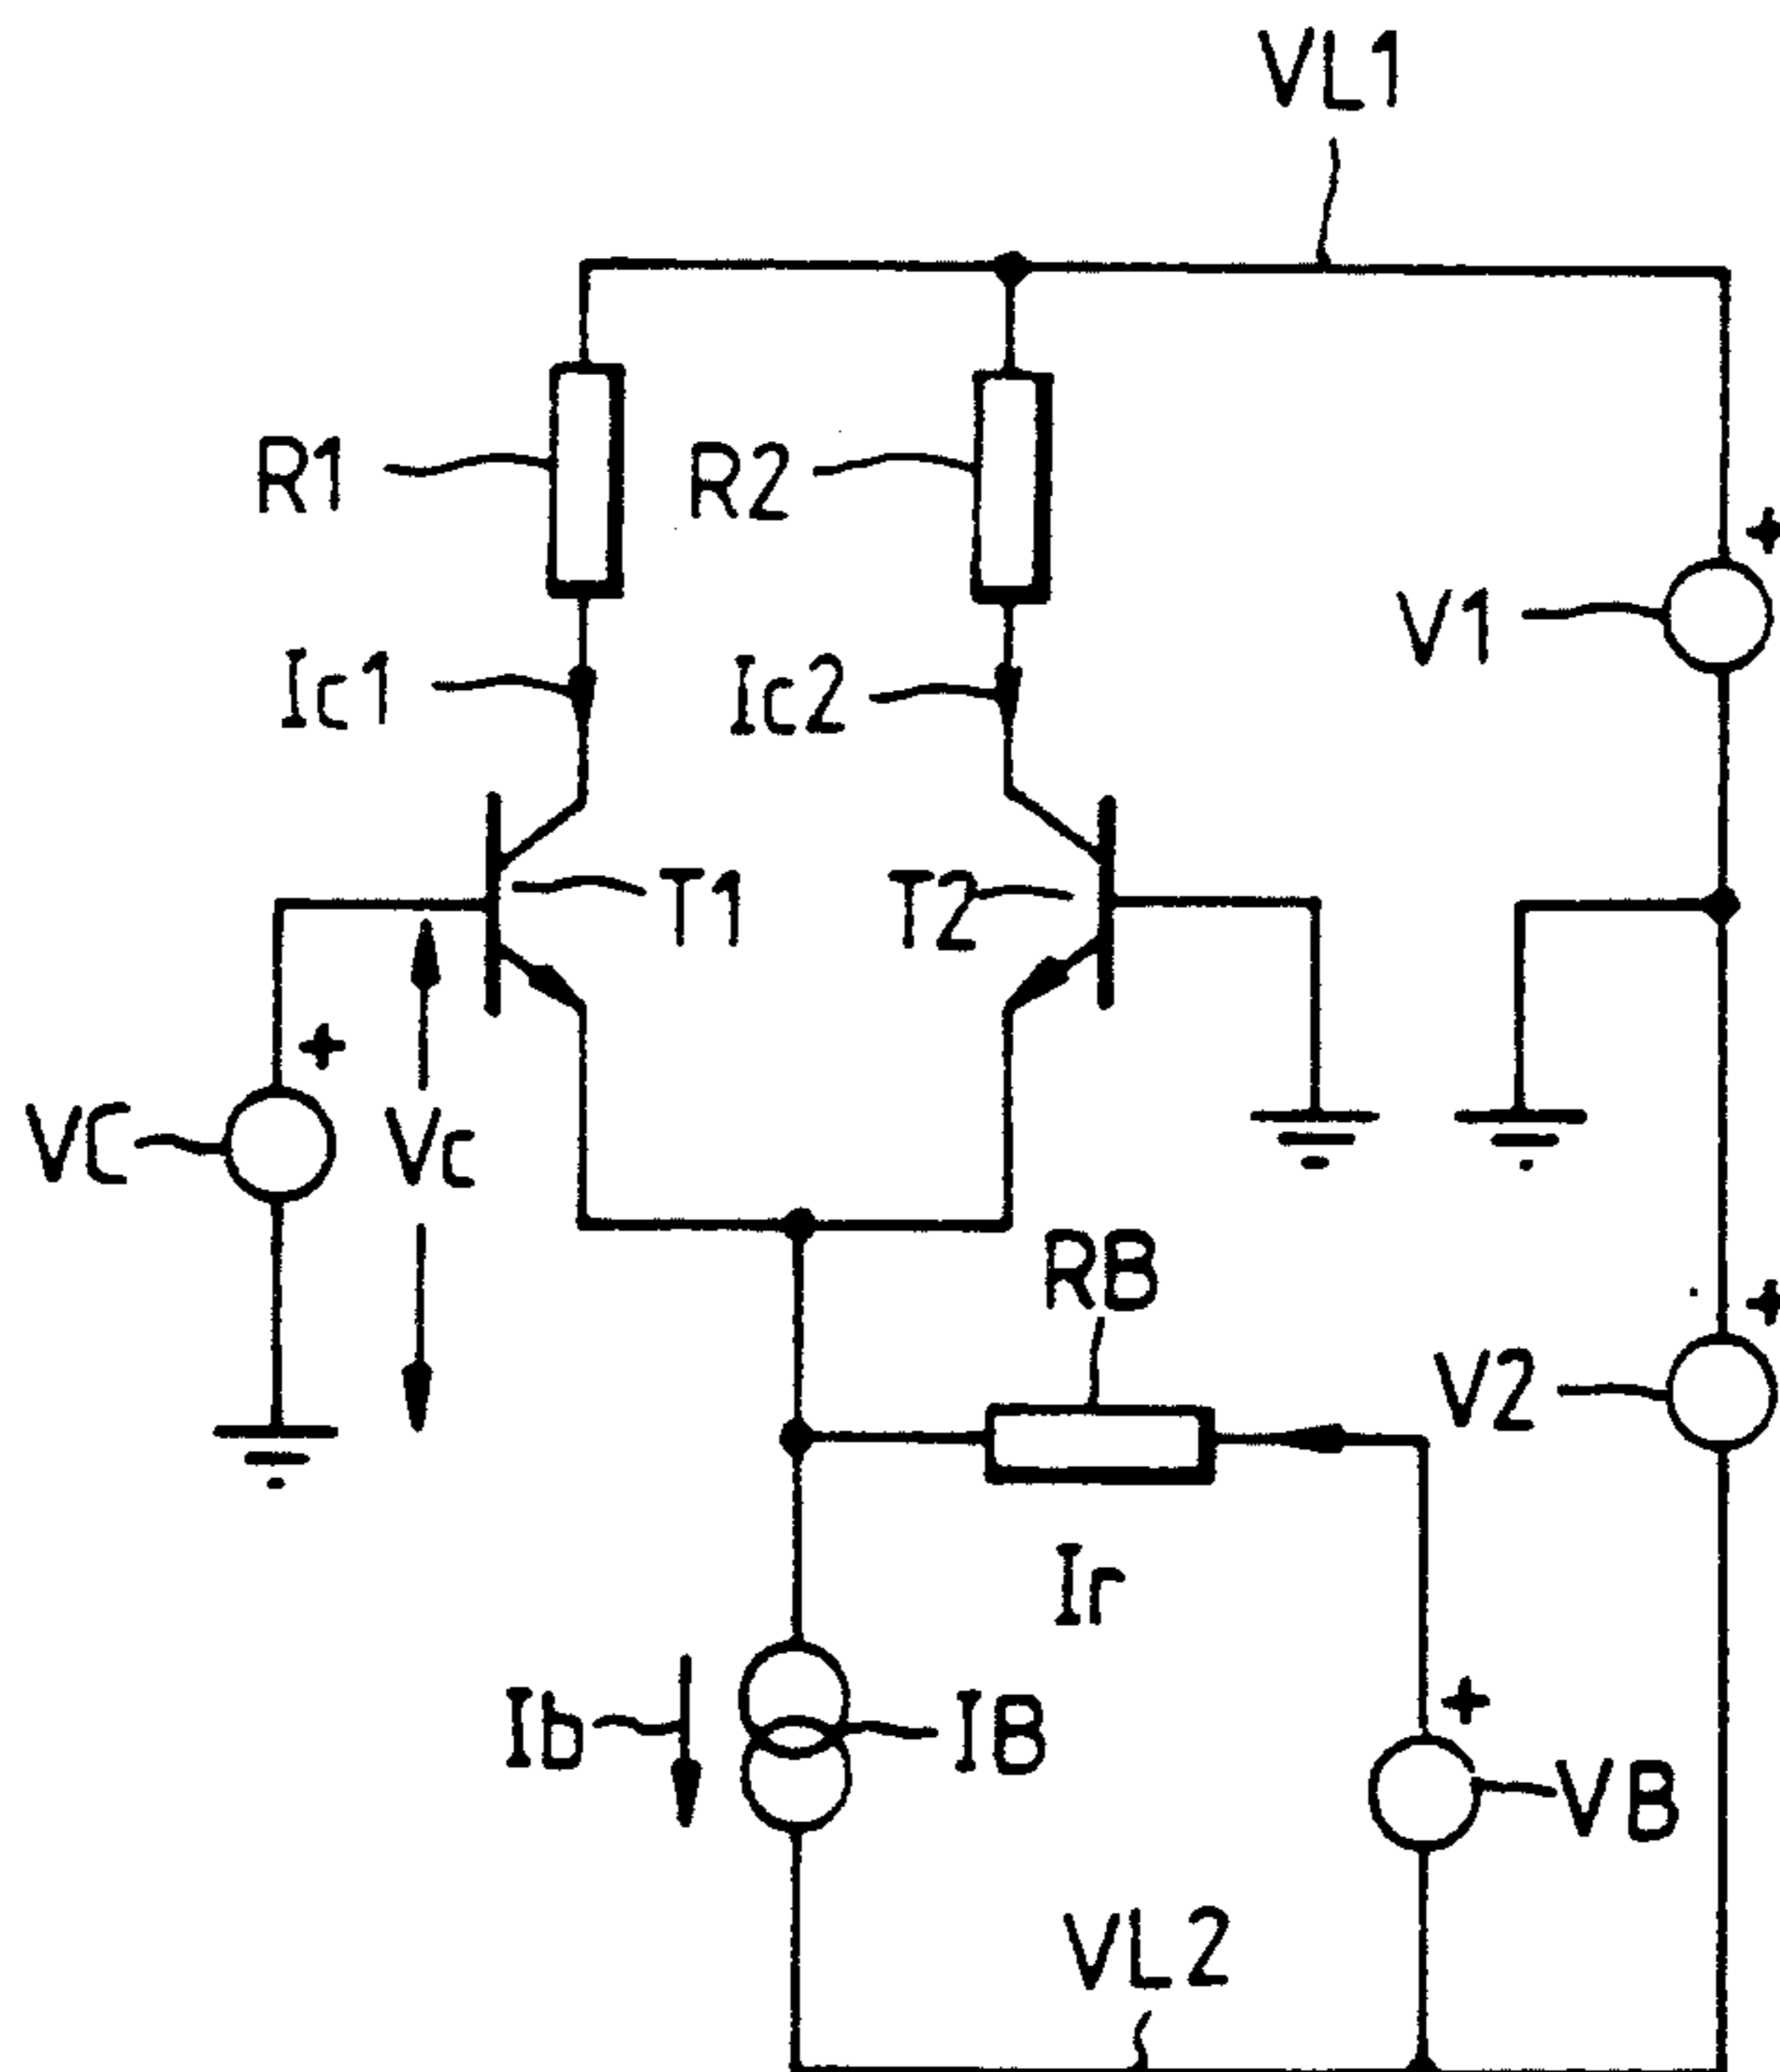 VL1
R1
R2
+
V1
Ic1
Ic2
T1
T2
+
VC
Vc
RB
+
V2
Ir
Ib
IB
+
VB
VL2